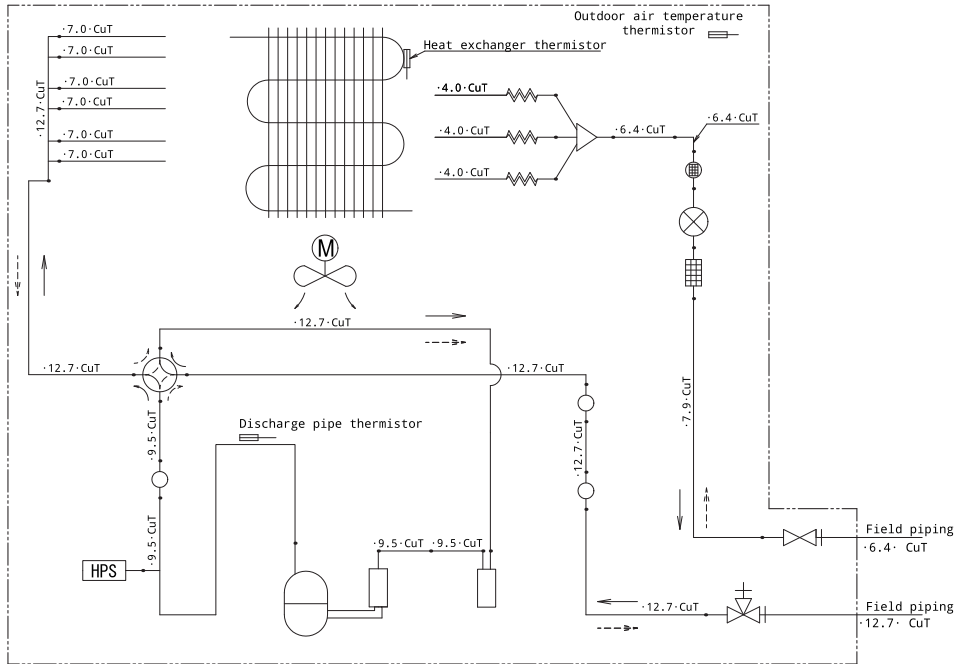 Outdoor air temperature
thermistor
·7.0·CuT
·7.0·CuT
·7.0·CuT
·7.0·CuT
·7.0·CuT
·7.0·CuT
·12.7·CuT
Heat exchanger thermistor
·4.0·CuT
·4.0·CuT
·4.0·CuT
·6.4·CuT
·6.4·CuT
M
·12.7·CuT
·12.7·CuT
·12.7·CuT
·7.9·CuT
·9.5·CuT
Discharge pipe thermistor
·12.7·CuT
·9.5·CuT
·9.5·CuT
·9.5·CuT
HPS
Field piping
·6.4· CuT
·12.7·CuT
Field piping
·12.7· CuT